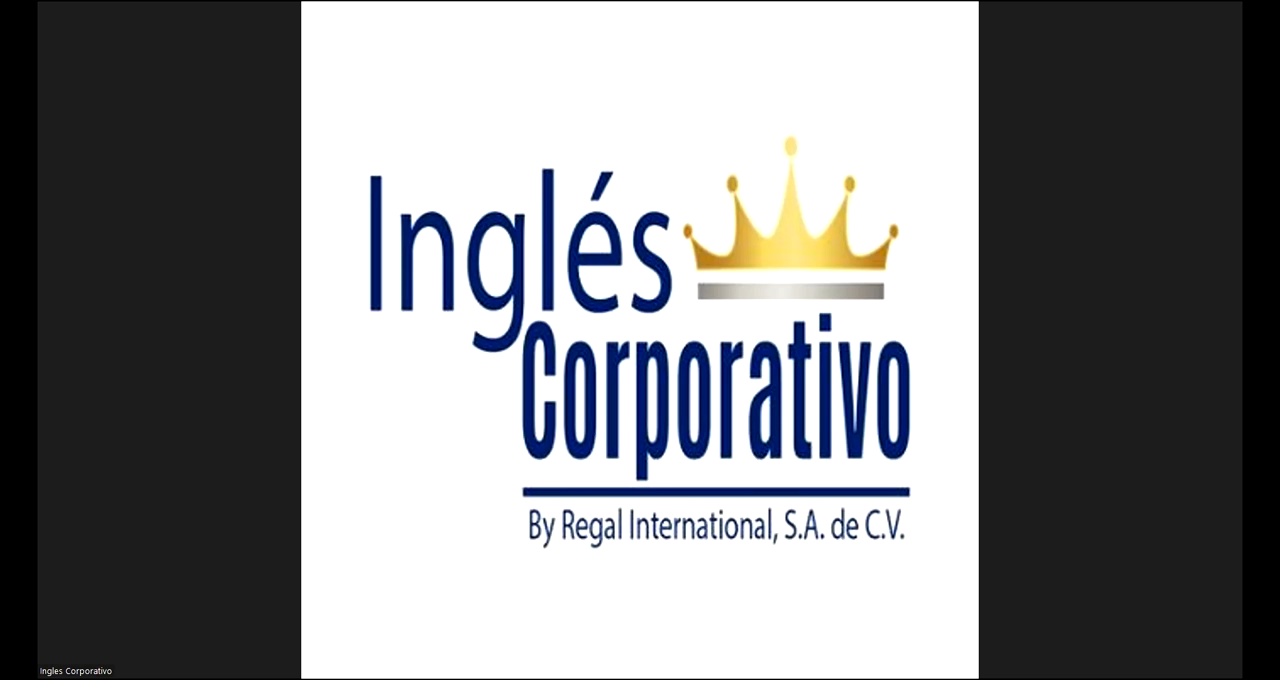 Inglés
Corporativo
By Regal International, S.A. de C.V.
Ingles Corporativo